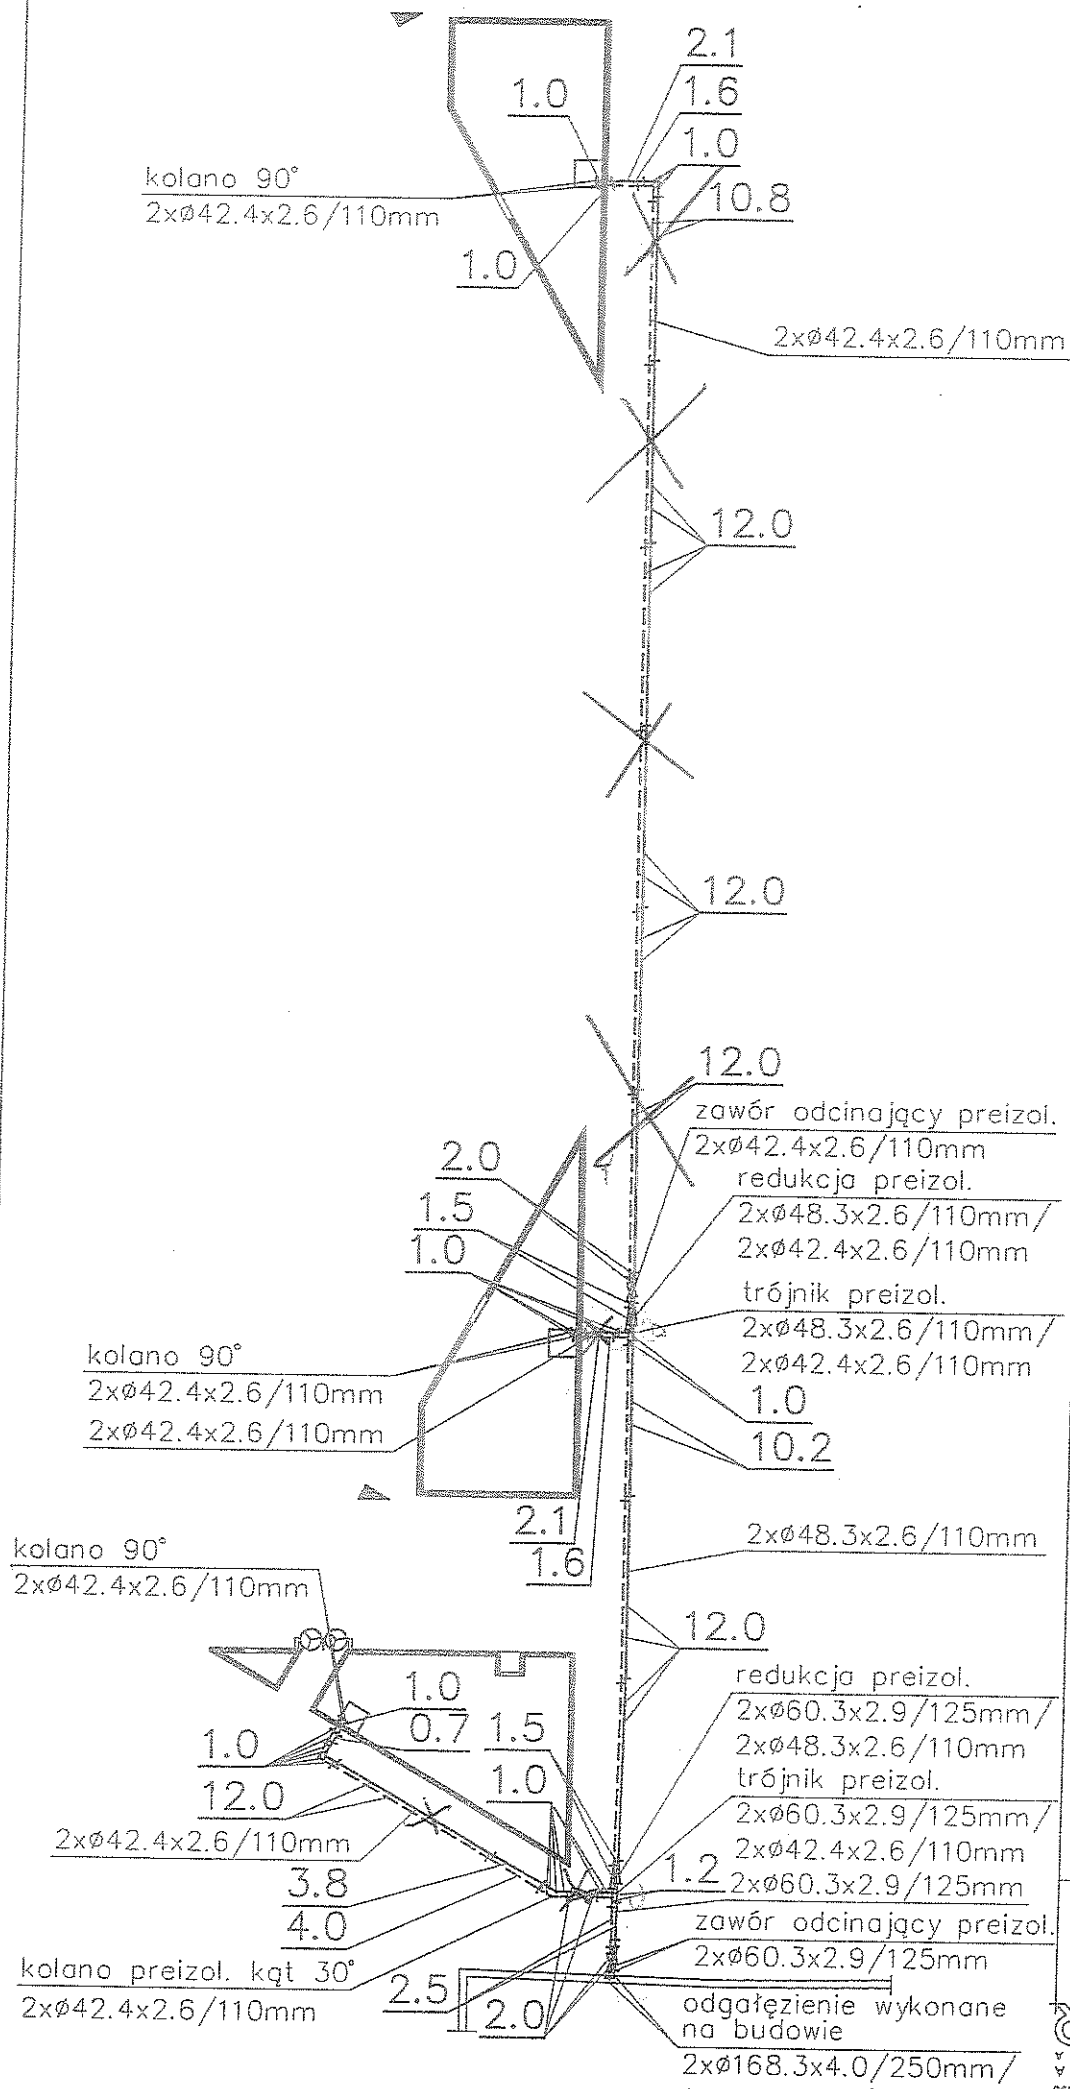 2.1
1.0
1.6
1.0
kolano 90°
2xø42.4x2.6/110mm
10.8
1.0
2xø42.4x2.6/110mm
12.0
12.0
12.0
zawór odcinający preizol.
2xø42.4x2.6/110mm
2.0
redukcja preizol.
2xø48.3x2.6/110mm/
2xø42.4x2.6/110mm
1.5
1.0
trójnik preizol.
2xø48.3x2.6/110mm/
2xø42.4x2.6/110mm
kolano 90°
2xø42.4x2.6/110mm
2xø42.4x2.6/110mm
1.0
10.2
2.1
1.6
2xø48.3x2.6/110mm
kolano 90°
2xø42.4x2.6/110mm
12.0
redukcja preizol.
2xø60.3x2.9/125mm/
2xø48.3x2.6/110mm
1.0
0.7
1.5
1.0
1.0
trójnik preizol.
2xø60.3x2.9/125mm/
2xø42.4x2.6/110mm
12.0
2xø42.4x2.6/110mm
3.8
4.0
1.2
2xø60.3x2.9/125mm
zawór odcinający preizol.
2xø60.3x2.9/125mm
kolano preizol. kąt 30°
2xø42.4x2.6/110mm
2.5
2.0
odgałęzienie wykonane
na budowie
2xø168.3x4.0/250mm/